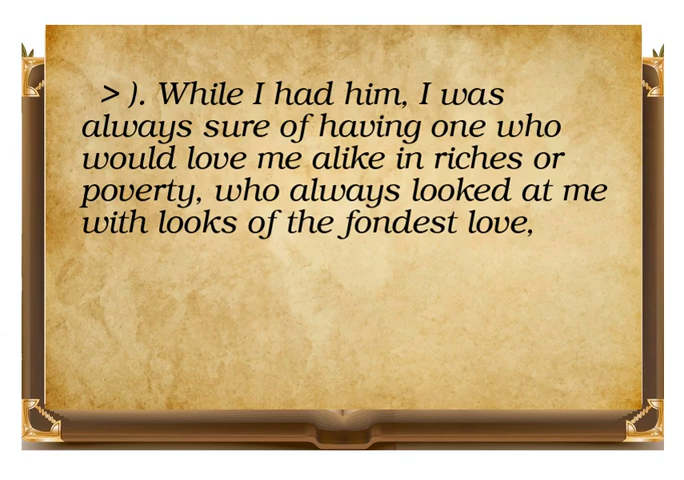 > ). While I had him, I was
always sure of having one who
would love me alike in riches or
poverty, who always looked at me
with looks of the fondest love,